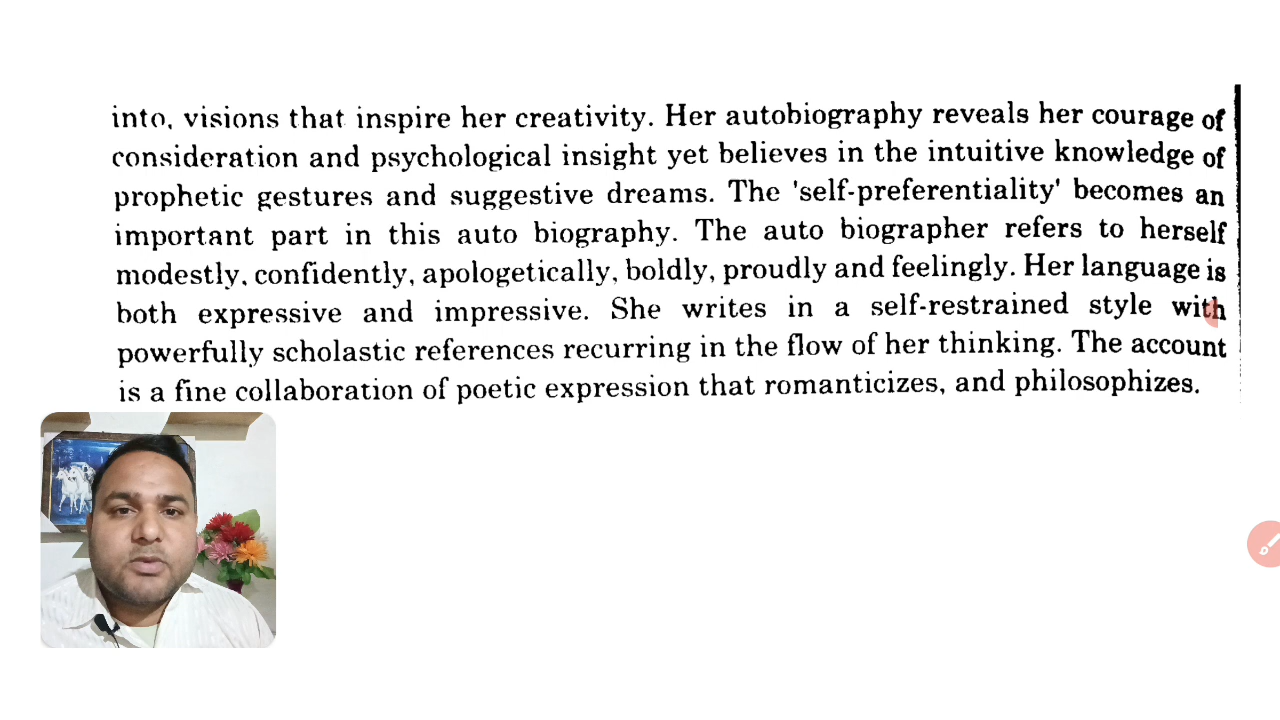 into, visions that inspire her creativity. Her autobiography reveals her courage of
consideration and psychological insight yet believes in the intuitive knowledge of
prophetic gestures and suggestive dreams. The 'self-preferentiality' becomes an
important part in this auto biography. The auto biographer refers to herself
modestly, confidently, apologetically, boldly, proudly and feelingly. Her language is
both expressive and impressive. She writes in a self-restrained style with
powerfully scholastic references recurring in the flow of her thinking. The account
is a fine collaboration of poetic expression that romanticizes, and philosophizes.